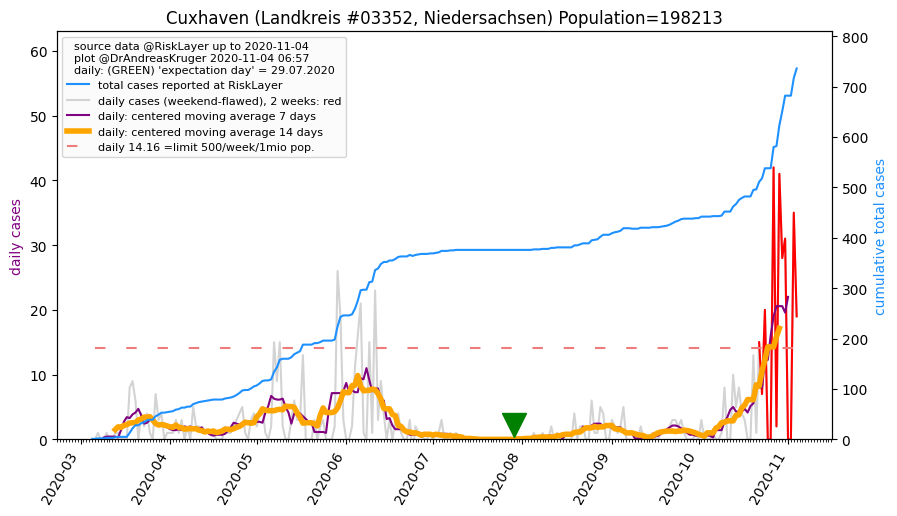 Cuxhaven (Landkreis #03352, Niedersachsen) Population=198213
source data @RiskLayer up to 2020-11-04
plot @DrAndreasKruger 2020-11-04 06:57
daily: (GREEN) 'expectation day' = 29.07.2020
total cases reported at RiskLayer
daily cases (weekend-flawed), 2 weeks: red
daily: centered moving average 7 days
daily: centered moving average 14 days
daily 14.16 =limit 500/week/1mio pop.
daily cases
60
50
40
30
20
10
0
cumulative total cases
800
700
600
500
400
300
200
100
0
2020-03
2020-04
2020-05
2020-06
2020-07
2020-08
2020-09
2020-10
2020-11